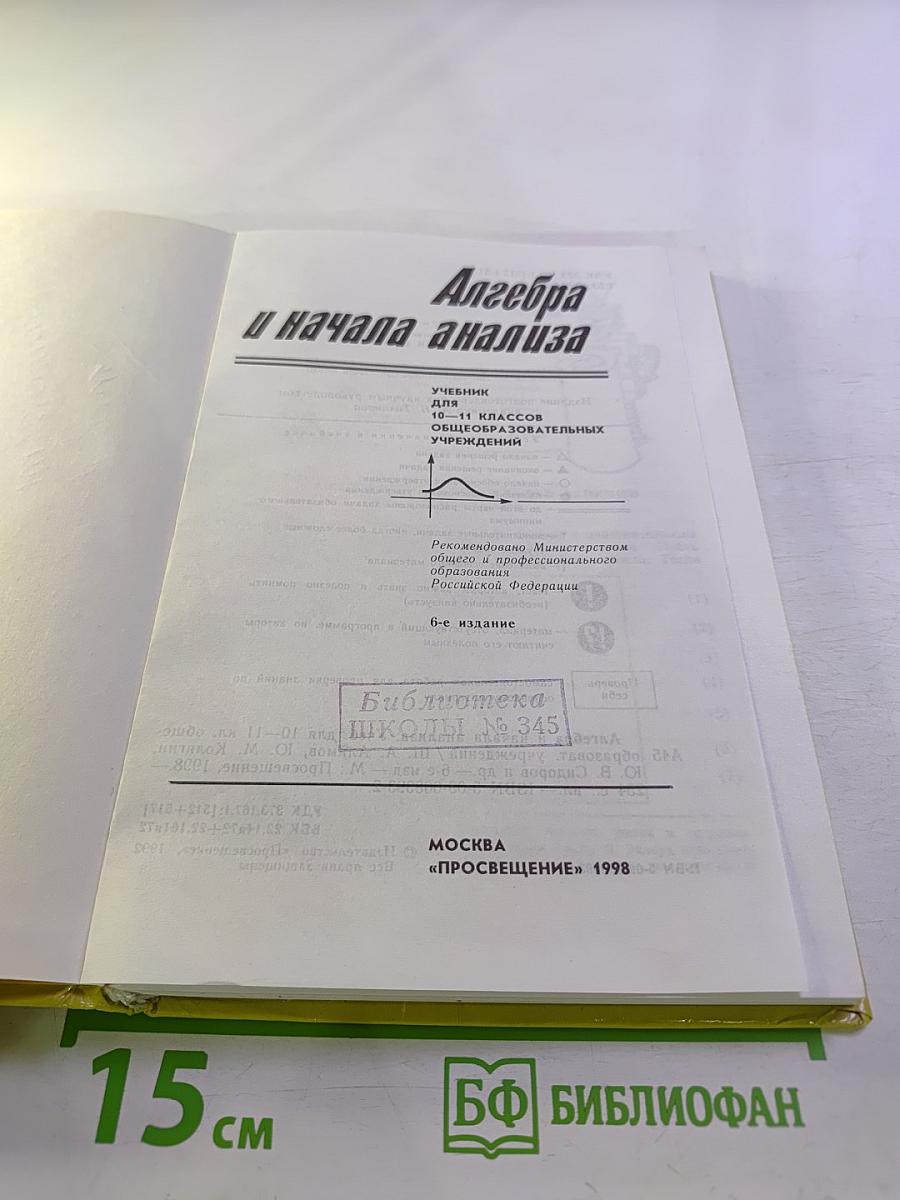 Алгебра
и начала анализа
УЧЕБНИК
ДЛЯ
10—11 КЛАССОВ
ОБЩЕОБРАЗОВАТЕЛЬНЫХ
УЧРЕЖДЕНИЙ
Рекомендовано Министерством
общего и профессионального
образования
Российской Федерации
6-е издание
Библиотека
ШКОЛЫ № 345
МОСКВА
«ПРОСВЕЩЕНИЕ» 1998
15 см
БФ БИБЛИОФАН